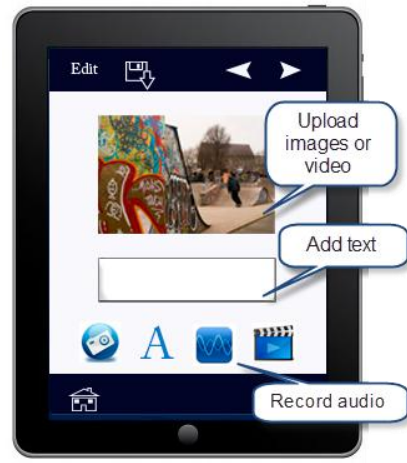 Edit
Upload
images or
video
Add text
A
Record audio